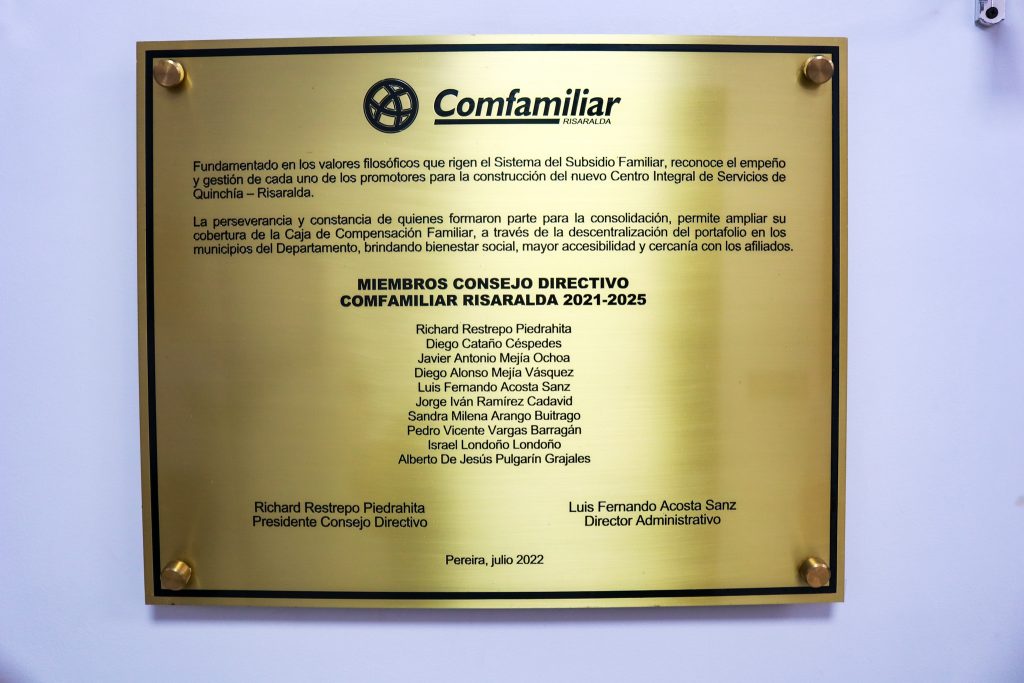 Comfamiliar
RISARALDA
Fundamentado en los valores filosóficos que rigen el Sistema del Subsidio Familiar, reconoce el empeño
y gestión de cada uno de los promotores para la construcción del nuevo Centro Integral de Servicios de
Quinchía – Risaralda.
La perseverancia y constancia de quienes formaron parte para la consolidación, permite ampliar su
cobertura de la Caja de Compensación Familiar, a través de la descentralización del portafolio en los
municipios del Departamento, brindando bienestar social, mayor accesibilidad y cercanía con los afiliados.
MIEMBROS CONSEJO DIRECTIVO
COMFAMILIAR RISARALDA 2021-2025
Richard Restrepo Piedrahita
Diego Cataño Céspedes
Javier Antonio Mejía Ochoa
Diego Alonso Mejía Vásquez
Luis Fernando Acosta Sanz
Jorge Iván Ramírez Cadavid
Sandra Milena Arango Buitrago
Pedro Vicente Vargas Barragán
Israel Londoño Londoño
Alberto De Jesús Pulgarín Grajales
Richard Restrepo Piedrahita
Presidente Consejo Directivo
Luis Fernando Acosta Sanz
Director Administrativo
Pereira, julio 2022